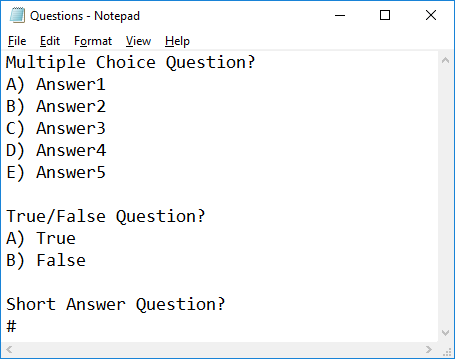 Questions - Notepad
File Edit Format View Help
Multiple Choice Question?
A) Answer1
B) Answer2
C) Answer3
D) Answer4
E) Answer5
True/False Question?
A) True
B) False
Short Answer Question?
#